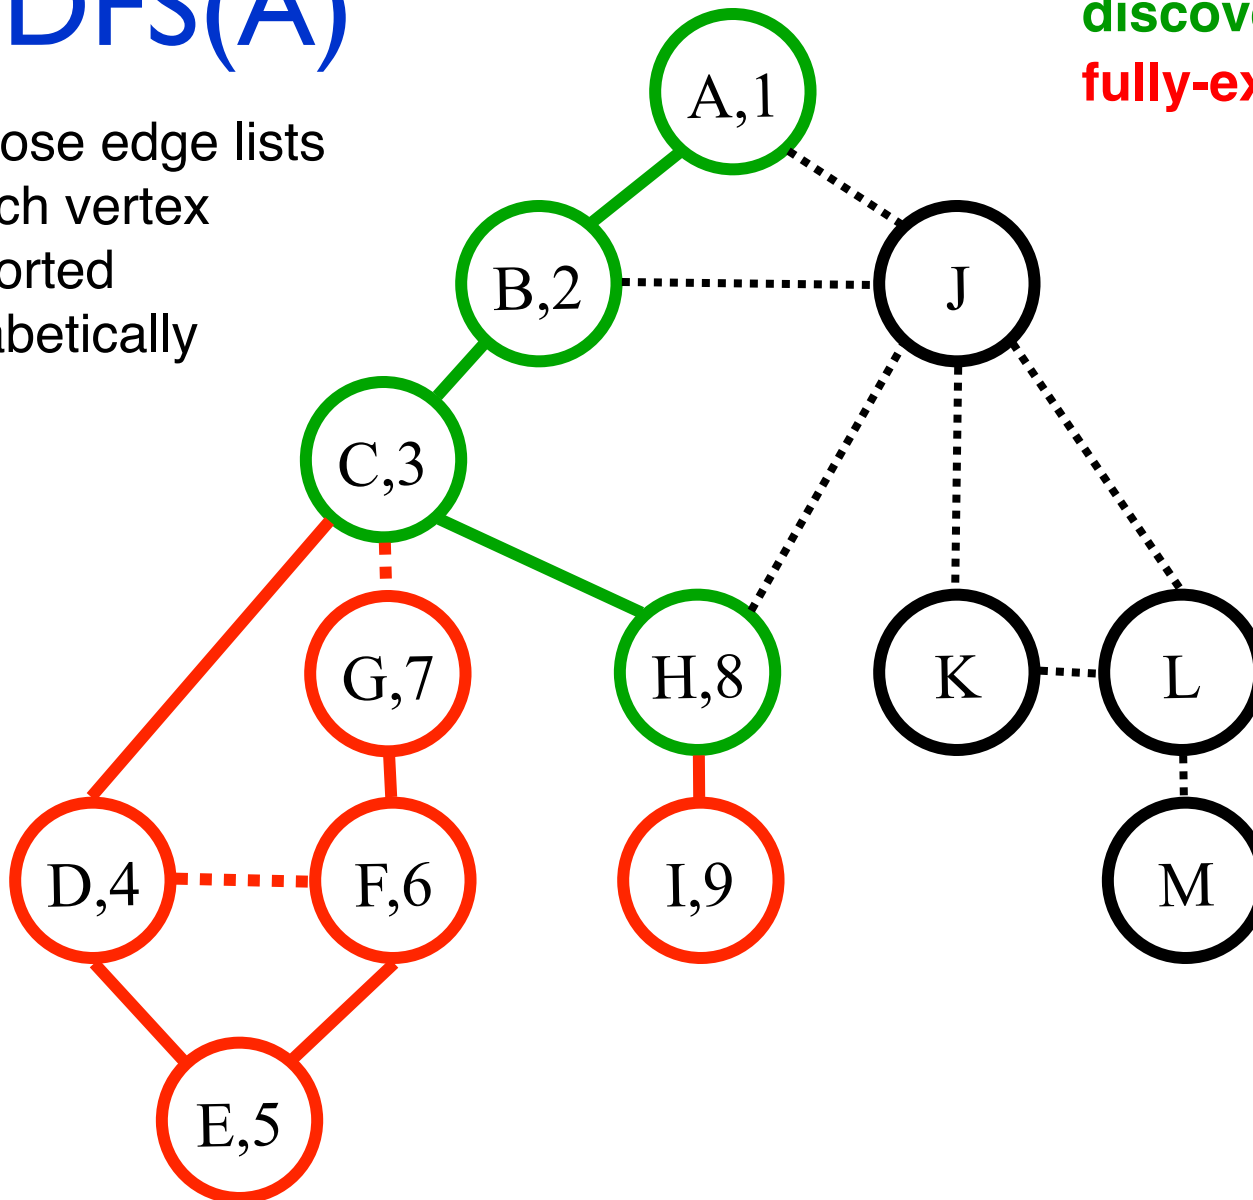 DFS(A)
ose edge lists
ch vertex
orted
abetically
discov
fully-ex
A,1
B,2
J
C,3
G,7
H,8
K
L
D,4
F,6
I,9
M
E,5